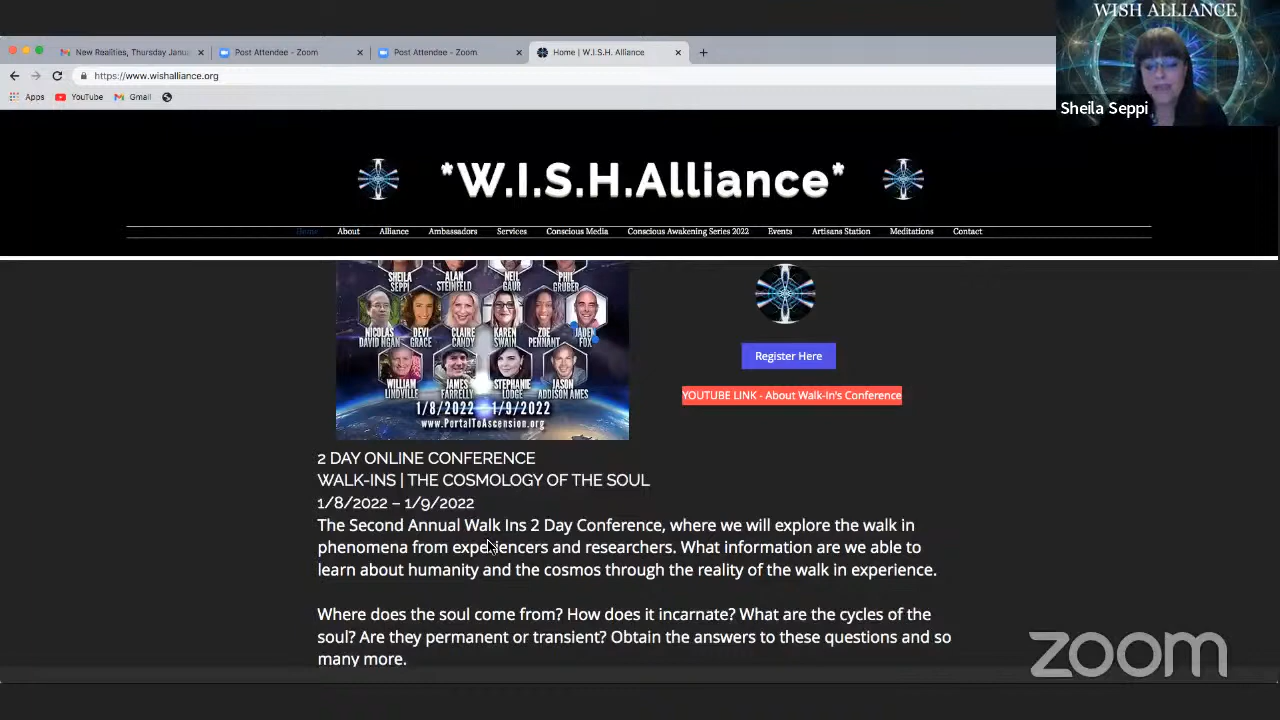 WISH ALLIANCE
New Realities, Thursday Janu
Post Attendee - Zoom
Post Attendee - Zoom
Home | W.I.S.H. Alliance
https://www.wishalliance.org
Sheila Seppi
Apps
YouTube
Gmail
*W.I.S.H.Alliance*
Home
About
Alliance
Ambassadors
Services
Conscious Media
Conscious Awakening Series 2022
Events
Artisans Station
Meditations
Contact
SHEILA SEPPI
ALAN STEINFELD
NEIL GAUR
PHIL GRUBER
NICOLAS DAVID NGAN
DEVI GRACE
CLAIRE CANDY
KAREN SWAIN
ZOE PENNANT
JADEN FOX
WILLIAM LINDVILLE
JAMES FARRELLY
STEPHANIE LODGE
JASON ADDISON AMES
1/8/2022 - 1/9/2022
www.PortalToAscension.org
Register Here
YOUTUBE LINK - About Walk-In's Conference
2 DAY ONLINE CONFERENCE
WALK-INS | THE COSMOLOGY OF THE SOUL
1/8/2022 – 1/9/2022
The Second Annual Walk Ins 2 Day Conference, where we will explore the walk in
phenomena from experiencers and researchers. What information are we able to
learn about humanity and the cosmos through the reality of the walk in experience.
Where does the soul come from? How does it incarnate? What are the cycles of the
soul? Are they permanent or transient? Obtain the answers to these questions and so
many more.
zoom